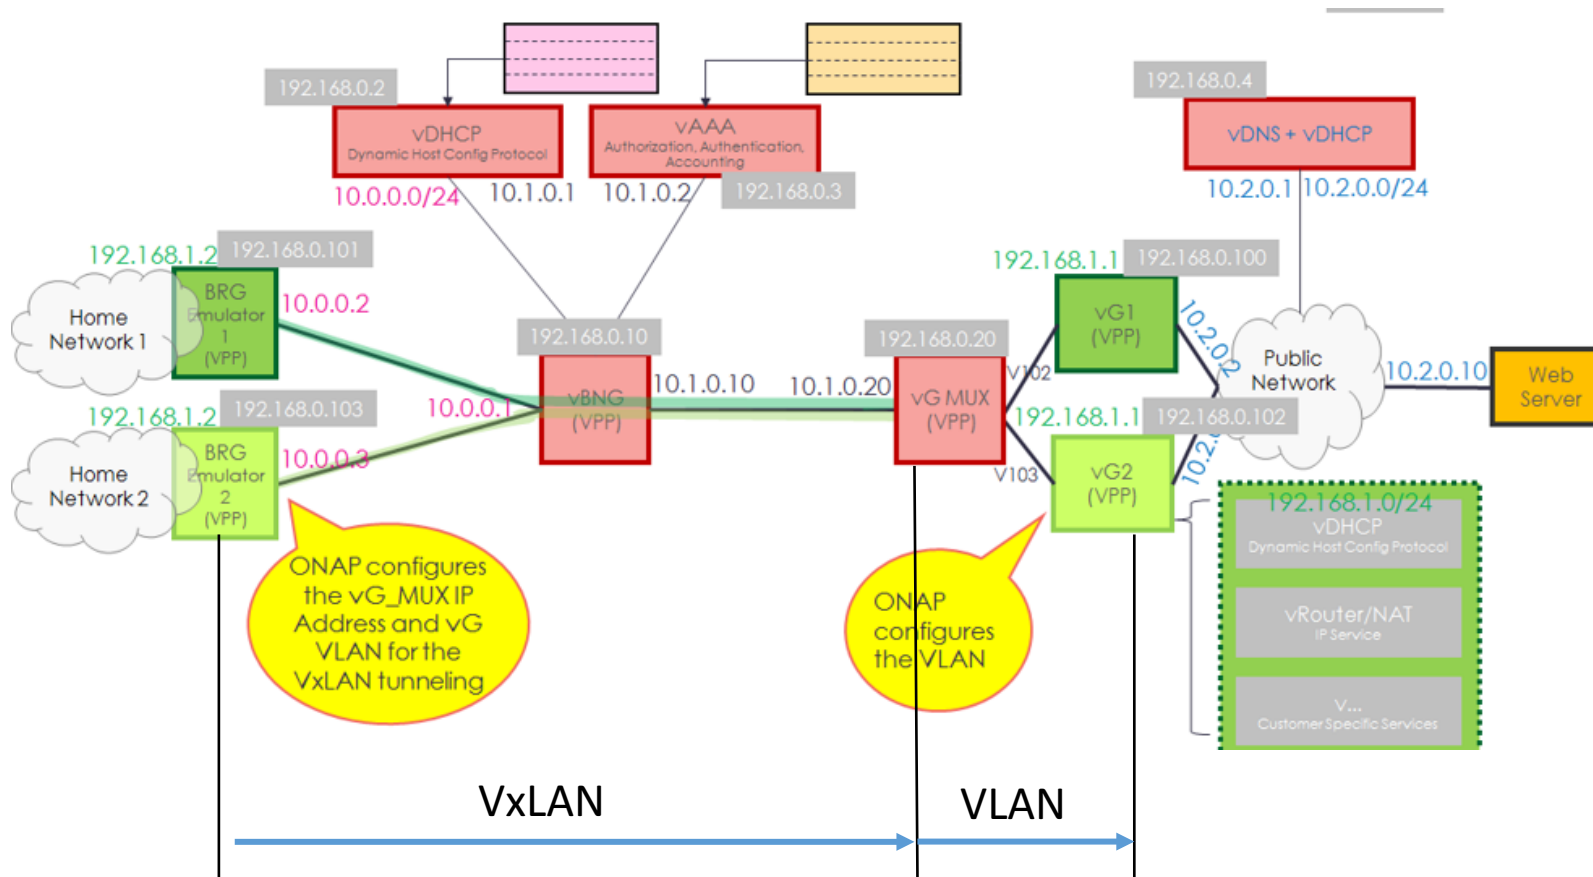 192.168.0.2
vDHCP
Dynamic Host Config Protocol
10.0.0.0/24
10.1.0.1
vAAA
Authorization, Authentication,
Accounting
10.1.0.2
192.168.0.3
192.168.0.4
vDNS + vDHCP
10.2.0.1
10.2.0.0/24
192.168.1.2
192.168.0.101
Home
Network 1
BRG
Emulator
1
(VPP)
10.0.0.2
192.168.1.2
192.168.0.103
Home
Network 2
BRG
Emulator
2
(VPP)
10.0.0.3
10.0.0.1
192.168.0.10
vBNG
(VPP)
10.1.0.10
10.1.0.20
192.168.0.20
vG MUX
(VPP)
V102
V103
192.168.1.1
192.168.0.100
vG1
(VPP)
10.2.0.2
192.168.1.1
192.168.0.102
vG2
(VPP)
10.2.
Public
Network
10.2.0.10
Web
Server
ONAP configures
the vG_MUX IP
Address and vG
VLAN for the
VxLAN tunneling
ONAP
configures
the VLAN
192.168.1.0/24
vDHCP
Dynamic Host Config Protocol
vRouter/NAT
IP Service
v...
Customer Specific Services
VxLAN
VLAN